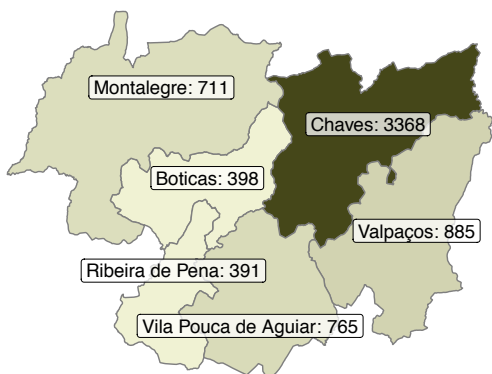 Montalegre: 711
Chaves: 3368
Boticas: 398
Valpaços: 885
Ribeira de Pena: 391
Vila Pouca de Aguiar: 765